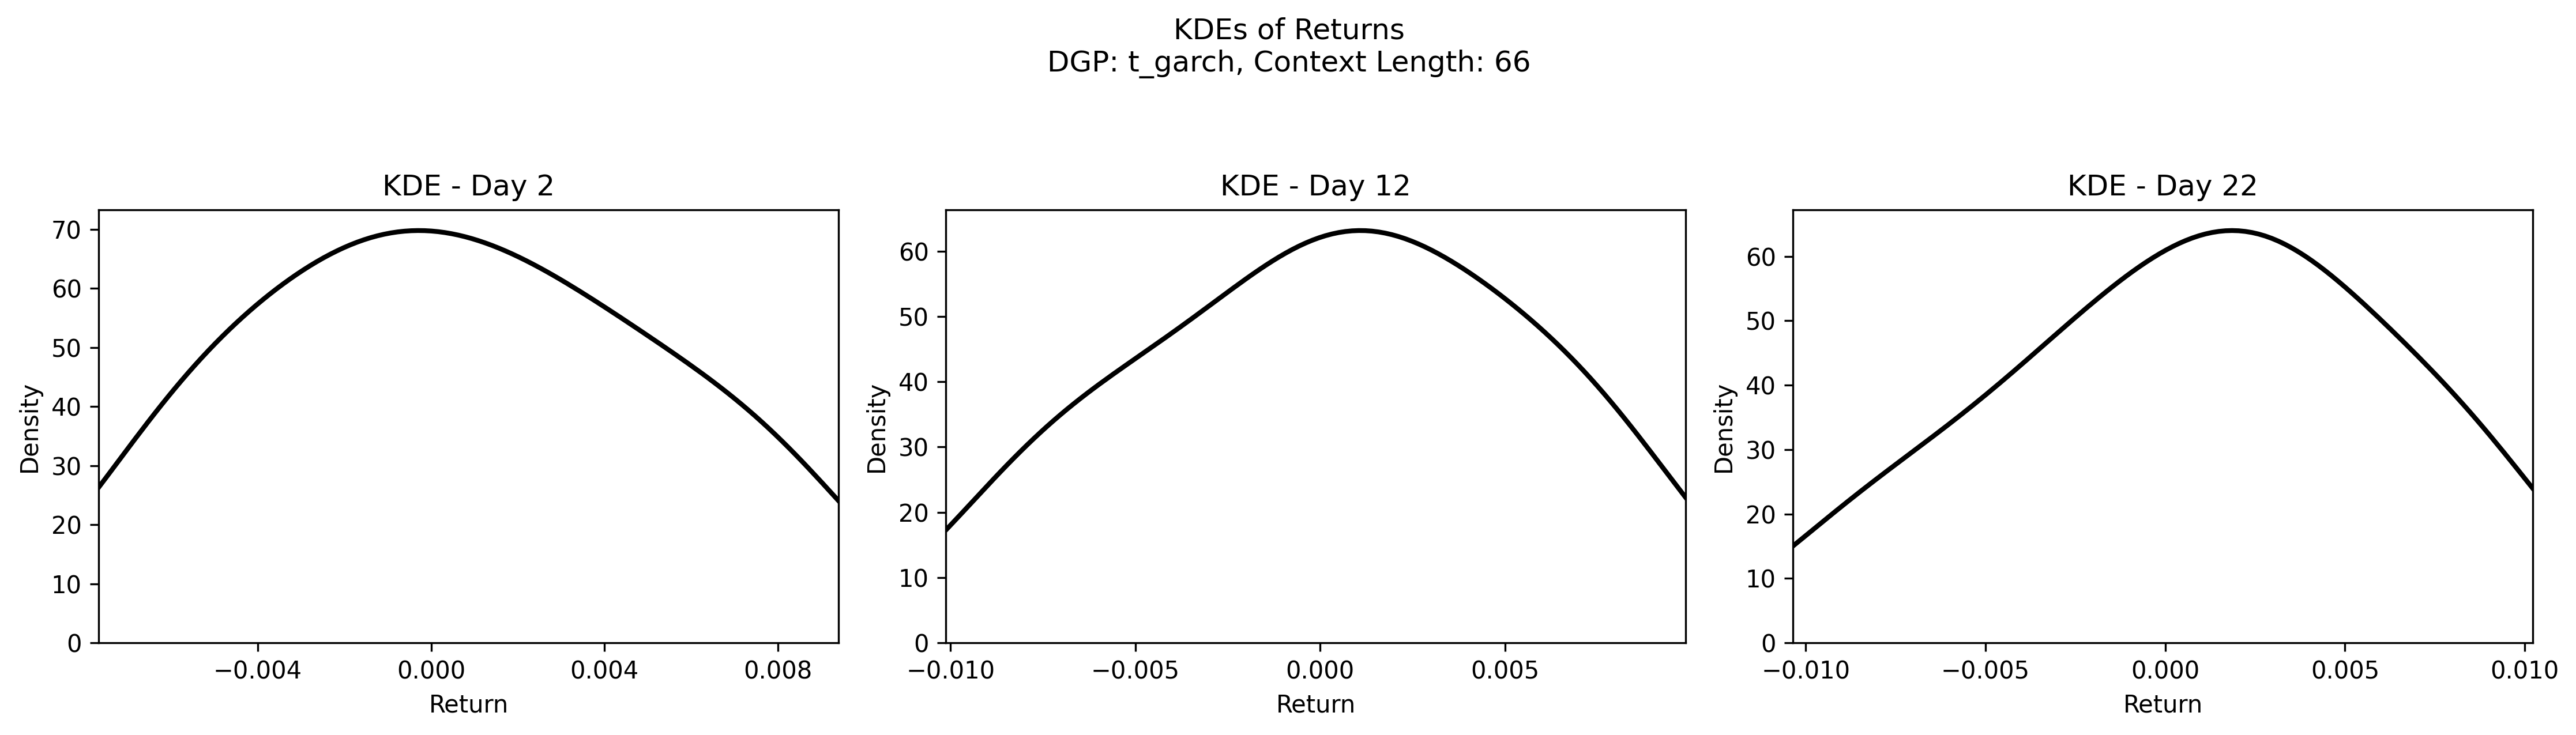 KDEs of Returns
DGP: t_garch, Context Length: 66
KDE - Day 2
70
60
50
40
30
20
10
0
Density
−0.004 0.000 0.004 0.008
Return
KDE - Day 12
60
50
40
30
20
10
0
Density
−0.010 −0.005 0.000 0.005
Return
KDE - Day 22
60
50
40
30
20
10
0
Density
−0.010 −0.005 0.000 0.005 0.010
Return